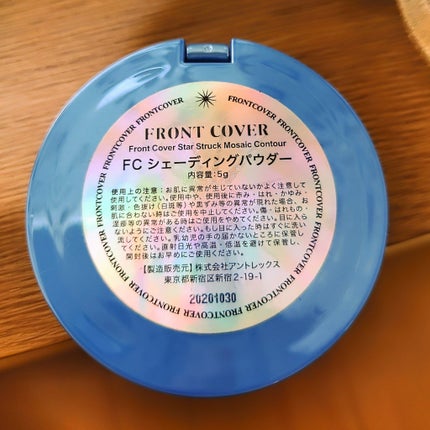 FRONTCOVER FRONTCOVER FRONTCOVER FRONTCOVER FRONTCOVER FRONTCOVER
FRONT COVER
Front Cover Star Struck Mosaic Contour
FC シェーディングパウダー
内容量:5g
使用上の注意:お肌に異常が生じていないかよく注意して
使用してください。使用中や、使用後に赤み・はれ・かゆみ・
刺激・色抜け(白斑等)や黒ずみ等の異常が現れた場合、お
肌に合わない時はご使用を中止してください。傷・はれもの・
湿疹等の異常がある時はご使用をやめてください。目に入ら
ないようにご注意ください。もし目に入った時はすぐに洗い
流してください。乳幼児の手の届かないところに保管し
てください。直射日光や高温・低温を避けて保管し、
開封後はお早めにご使用ください。
【製造販売元】株式会社アントレックス
東京都新宿区新宿2-19-1
20201030